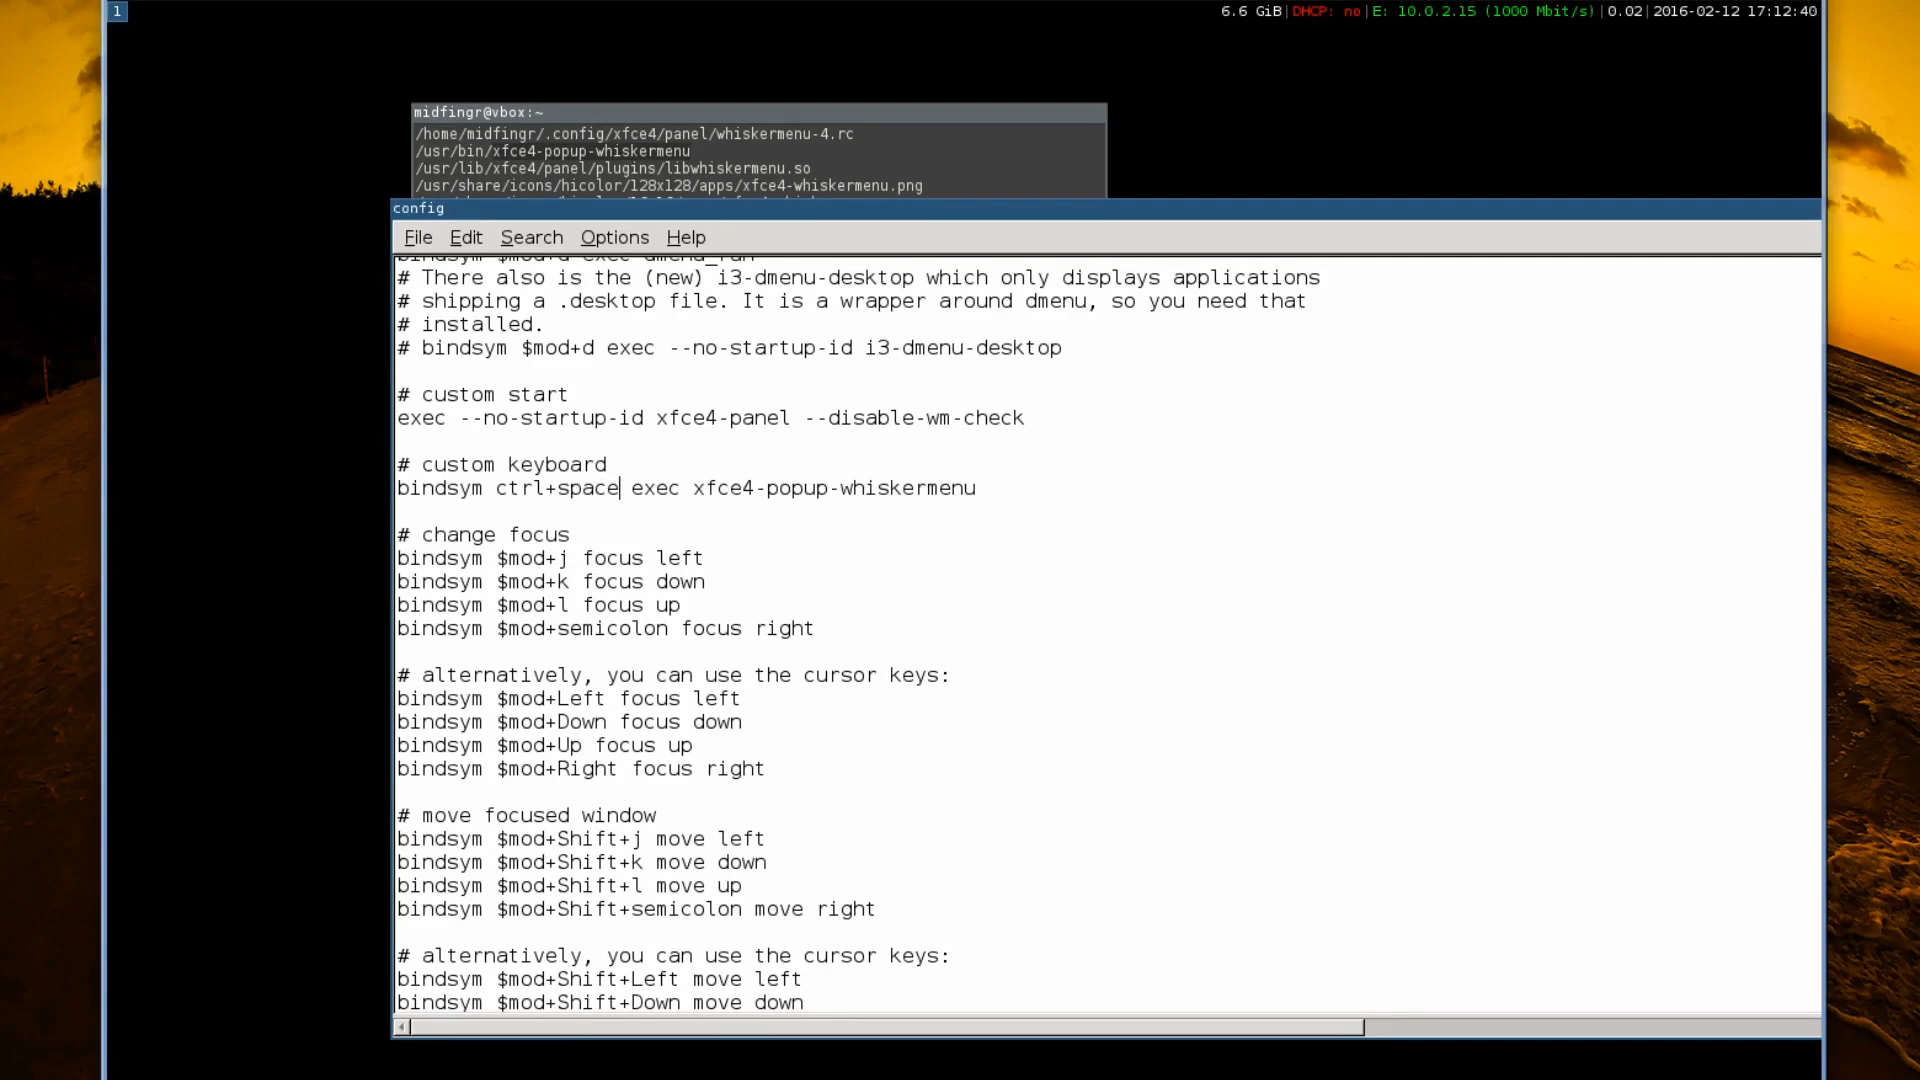 1
6.6 GiB|DHCP: no|E: 10.0.2.15 (1000 Mbit/s)|0.02|2016-02-12 17:12:40
midfingr@vbox:~
/home/midfingr/.config/xfce4/panel/whiskermenu-4.rc
/usr/bin/xfce4-popup-whiskermenu
/usr/lib/xfce4/panel/plugins/libwhiskermenu.so
/usr/share/icons/hicolor/128x128/apps/xfce4-whiskermenu.png
config
File Edit Search Options Help
bindsym $mod+d exec dmenu_run
# There also is the (new) i3-dmenu-desktop which only displays applications
# shipping a .desktop file. It is a wrapper around dmenu, so you need that
# installed.
# bindsym $mod+d exec --no-startup-id i3-dmenu-desktop
# custom start
exec --no-startup-id xfce4-panel --disable-wm-check
# custom keyboard
bindsym ctrl+space exec xfce4-popup-whiskermenu
# change focus
bindsym $mod+j focus left
bindsym $mod+k focus down
bindsym $mod+l focus up
bindsym $mod+semicolon focus right
# alternatively, you can use the cursor keys:
bindsym $mod+Left focus left
bindsym $mod+Down focus down
bindsym $mod+Up focus up
bindsym $mod+Right focus right
# move focused window
bindsym $mod+Shift+j move left
bindsym $mod+Shift+k move down
bindsym $mod+Shift+l move up
bindsym $mod+Shift+semicolon move right
# alternatively, you can use the cursor keys:
bindsym $mod+Shift+Left move left
bindsym $mod+Shift+Down move down